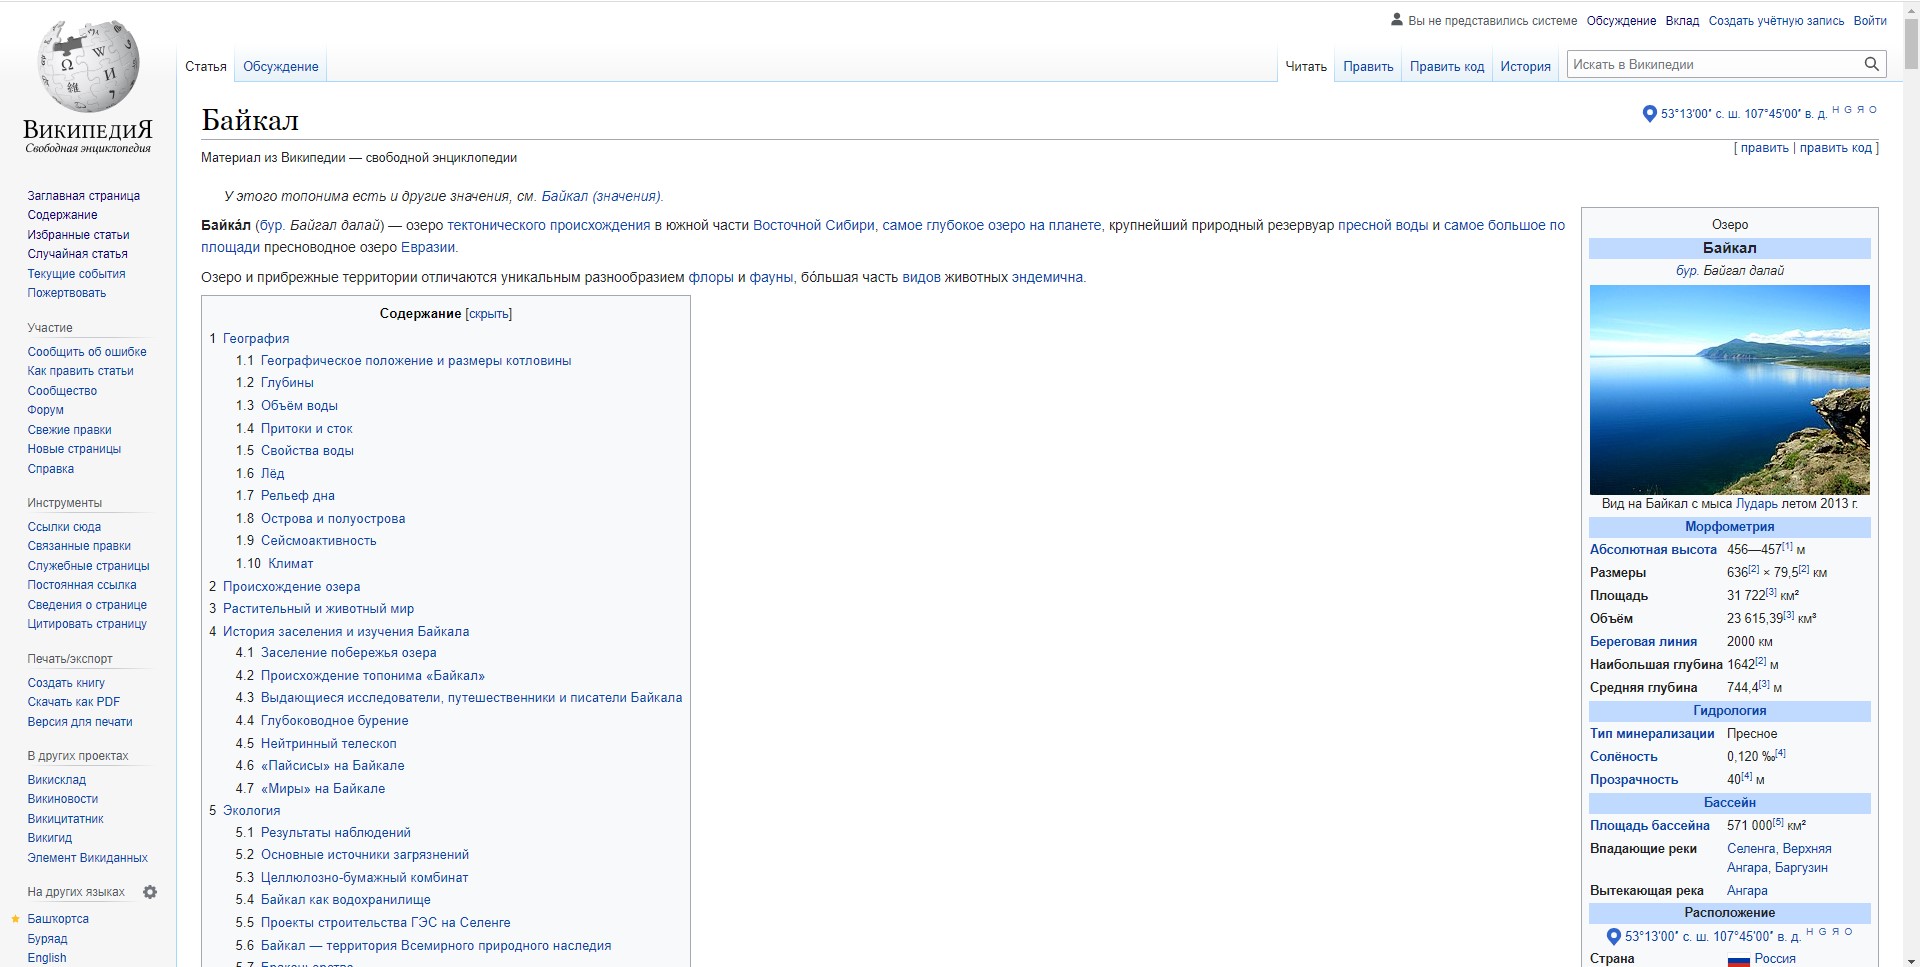 Вы не представились системе Обсуждение Вклад Создать учётную запись Войти
Статья Обсуждение Читать Править Править код История Искать в Википедии
ВИКИПЕДИЯ
Свободная энциклопедия
Заглавная страница
Содержание
Избранные статьи
Случайная статья
Текущие события
Пожертвовать
Участие
Сообщить об ошибке
Как править статьи
Сообщество
Форум
Свежие правки
Новые страницы
Справка
Инструменты
Ссылки сюда
Связанные правки
Служебные страницы
Постоянная ссылка
Сведения о странице
Цитировать страницу
Печать/экспорт
Создать книгу
Скачать как PDF
Версия для печати
В других проектах
Викисклад
Викиновости
Викицитатник
Викигид
Элемент Викиданных
На других языках
Башҡортса
Буряад
English
Байкал
53°13′00″ с. ш. 107°45′00″ в. д. H G Я O
Материал из Википедии — свободной энциклопедии
[ править | править код ]
У этого топонима есть и другие значения, см. Байкал (значения).
Байка́л (бур. Байгал далай) — озеро тектонического происхождения в южной части Восточной Сибири, самое глубокое озеро на планете, крупнейший природный резервуар пресной воды и самое большое по
площади пресноводное озеро Евразии.
Озеро и прибрежные территории отличаются уникальным разнообразием флоры и фауны, бо́льшая часть видов животных эндемична.
Содержание [скрыть]
1 География
1.1 Географическое положение и размеры котловины
1.2 Глубины
1.3 Объём воды
1.4 Притоки и сток
1.5 Свойства воды
1.6 Лёд
1.7 Рельеф дна
1.8 Острова и полуострова
1.9 Сейсмоактивность
1.10 Климат
2 Происхождение озера
3 Растительный и животный мир
4 История заселения и изучения Байкала
4.1 Заселение побережья озера
4.2 Происхождение топонима «Байкал»
4.3 Выдающиеся исследователи, путешественники и писатели Байкала
4.4 Глубоководное бурение
4.5 Нейтринный телескоп
4.6 «Пайсисы» на Байкале
4.7 «Миры» на Байкале
5 Экология
5.1 Результаты наблюдений
5.2 Основные источники загрязнений
5.3 Целлюлозно-бумажный комбинат
5.4 Байкал как водохранилище
5.5 Проекты строительства ГЭС на Селенге
5.6 Байкал — территория Всемирного природного наследия
5.7 Браконьерство
Озеро
Байкал
бур. Байгал далай
Вид на Байкал с мыса Лударь летом 2013 г.
Морфометрия
Абсолютная высота 456—457[1] м
Размеры 636[2] × 79,5[2] км
Площадь 31 722[3] км²
Объём 23 615,39[3] км³
Береговая линия 2000 км
Наибольшая глубина 1642[2] м
Средняя глубина 744,4[3] м
Гидрология
Тип минерализации Пресное
Солёность 0,120 ‰[4]
Прозрачность 40[4] м
Бассейн
Площадь бассейна 571 000[5] км²
Впадающие реки Селенга, Верхняя
Ангара, Баргузин
Вытекающая река Ангара
Расположение
53°13′00″ с. ш. 107°45′00″ в. д. H G Я O
Страна Россия